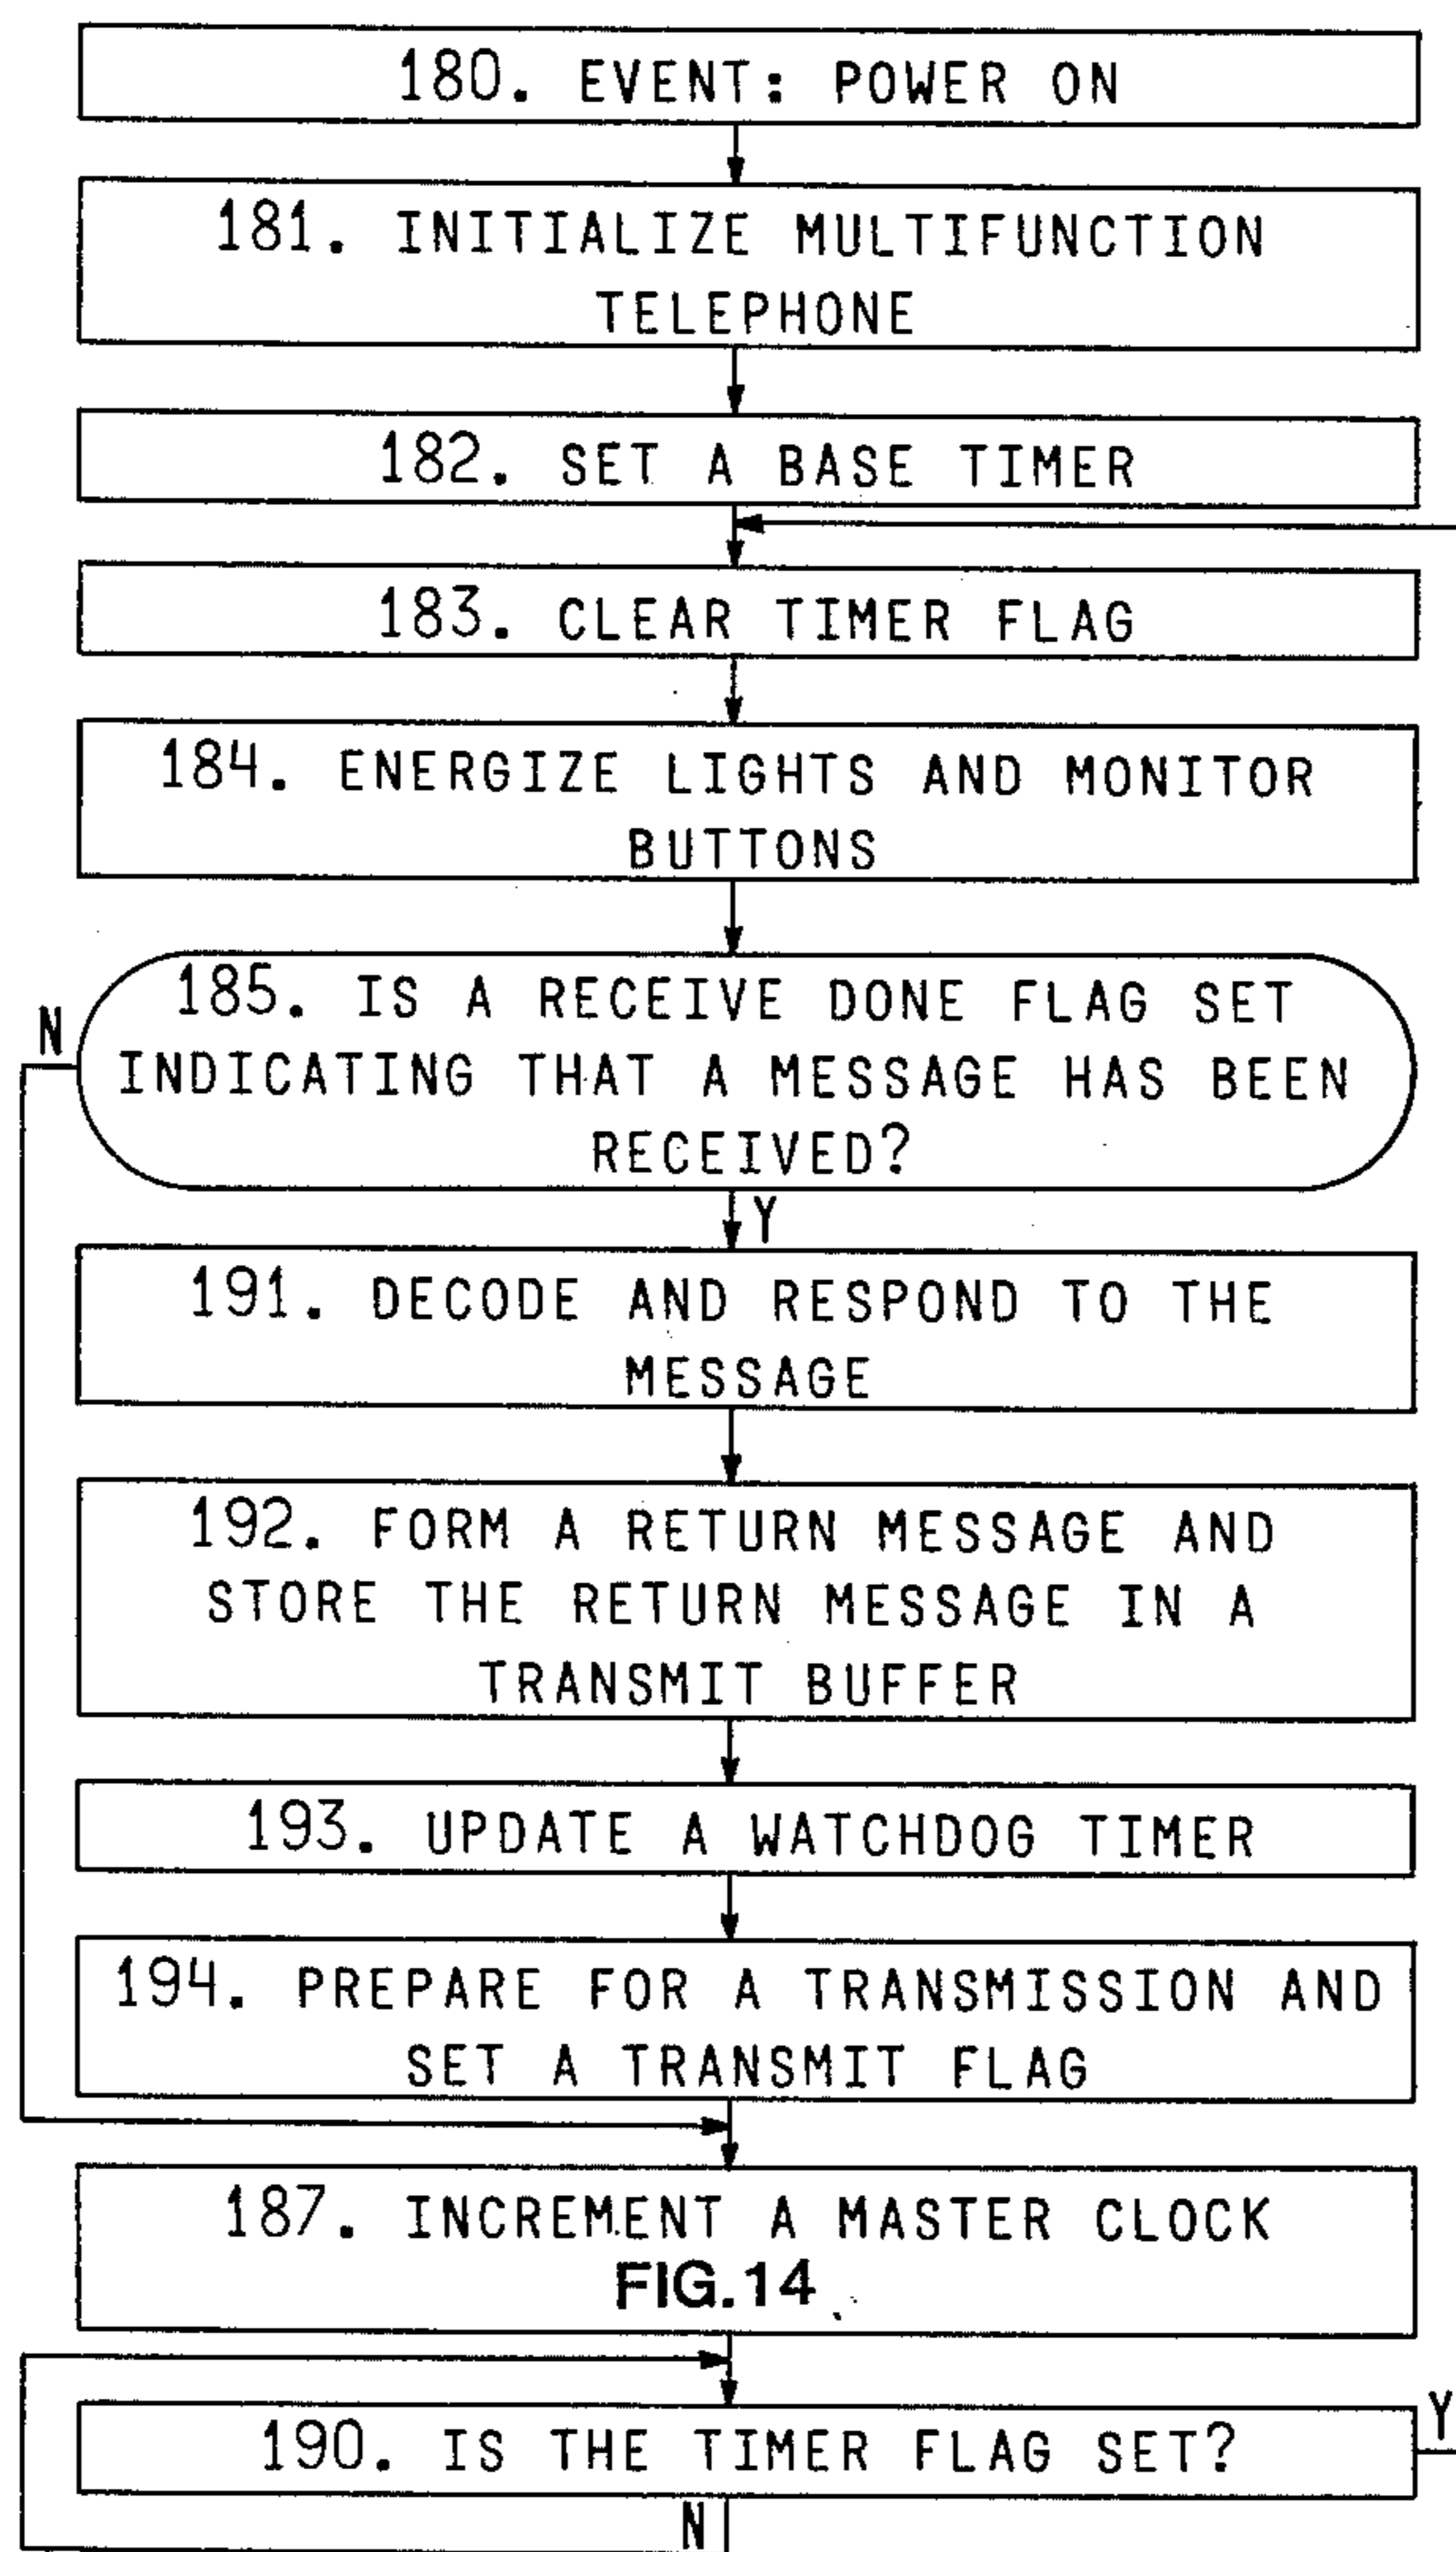 180. EVENT: POWER ON
181. INITIALIZE MULTIFUNCTION
TELEPHONE
182. SET A BASE TIMER
183. CLEAR TIMER FLAG
184. ENERGIZE LIGHTS AND MONITOR
BUTTONS
N
185. IS A RECEIVE DONE FLAG SET
INDICATING THAT A MESSAGE HAS BEEN
RECEIVED?
Y
191. DECODE AND RESPOND TO THE
MESSAGE
192. FORM A RETURN MESSAGE AND
STORE THE RETURN MESSAGE IN A
TRANSMIT BUFFER
193. UPDATE A WATCHDOG TIMER
194. PREPARE FOR A TRANSMISSION AND
SET A TRANSMIT FLAG
187. INCREMENT A MASTER CLOCK
FIG.14
190. IS THE TIMER FLAG SET?
Y
N